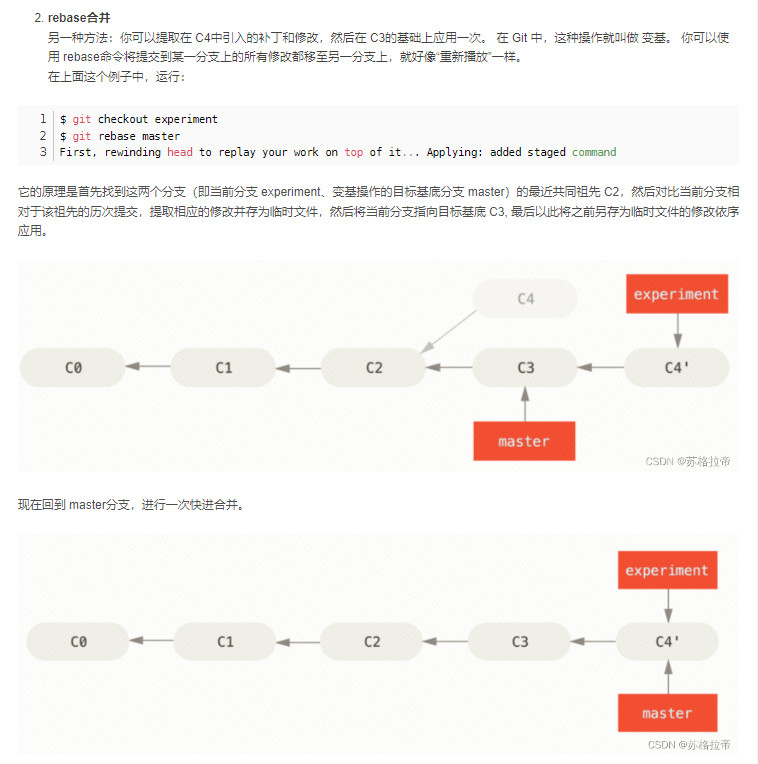 2. rebase合并
另一种方法：你可以提取在 C4中引入的补丁和修改，然后在 C3的基础上应用一次。 在 Git 中，这种操作就叫做 变基。 你可以使
用 rebase命令将提交到某一分支上的所有修改都移至另一分支上，就好像“重新播放”一样。
在上面这个例子中，运行：
1 $ git checkout experiment
2 $ git rebase master
3 First, rewinding head to replay your work on top of it... Applying: added staged command
它的原理是首先找到这两个分支（即当前分支 experiment、变基操作的目标基底分支 master）的最近共同祖先 C2，然后对比当前分支相
对于该祖先的历次提交，提取相应的修改并存为临时文件，然后将当前分支指向目标基底 C3, 最后以此将之前另存为临时文件的修改依序
应用。
C4 experiment
C0 C1 C2 C3 C4'
master
CSDN @苏格拉帝
现在回到 master分支，进行一次快进合并。
experiment
C0 C1 C2 C3 C4'
master
CSDN @苏格拉帝